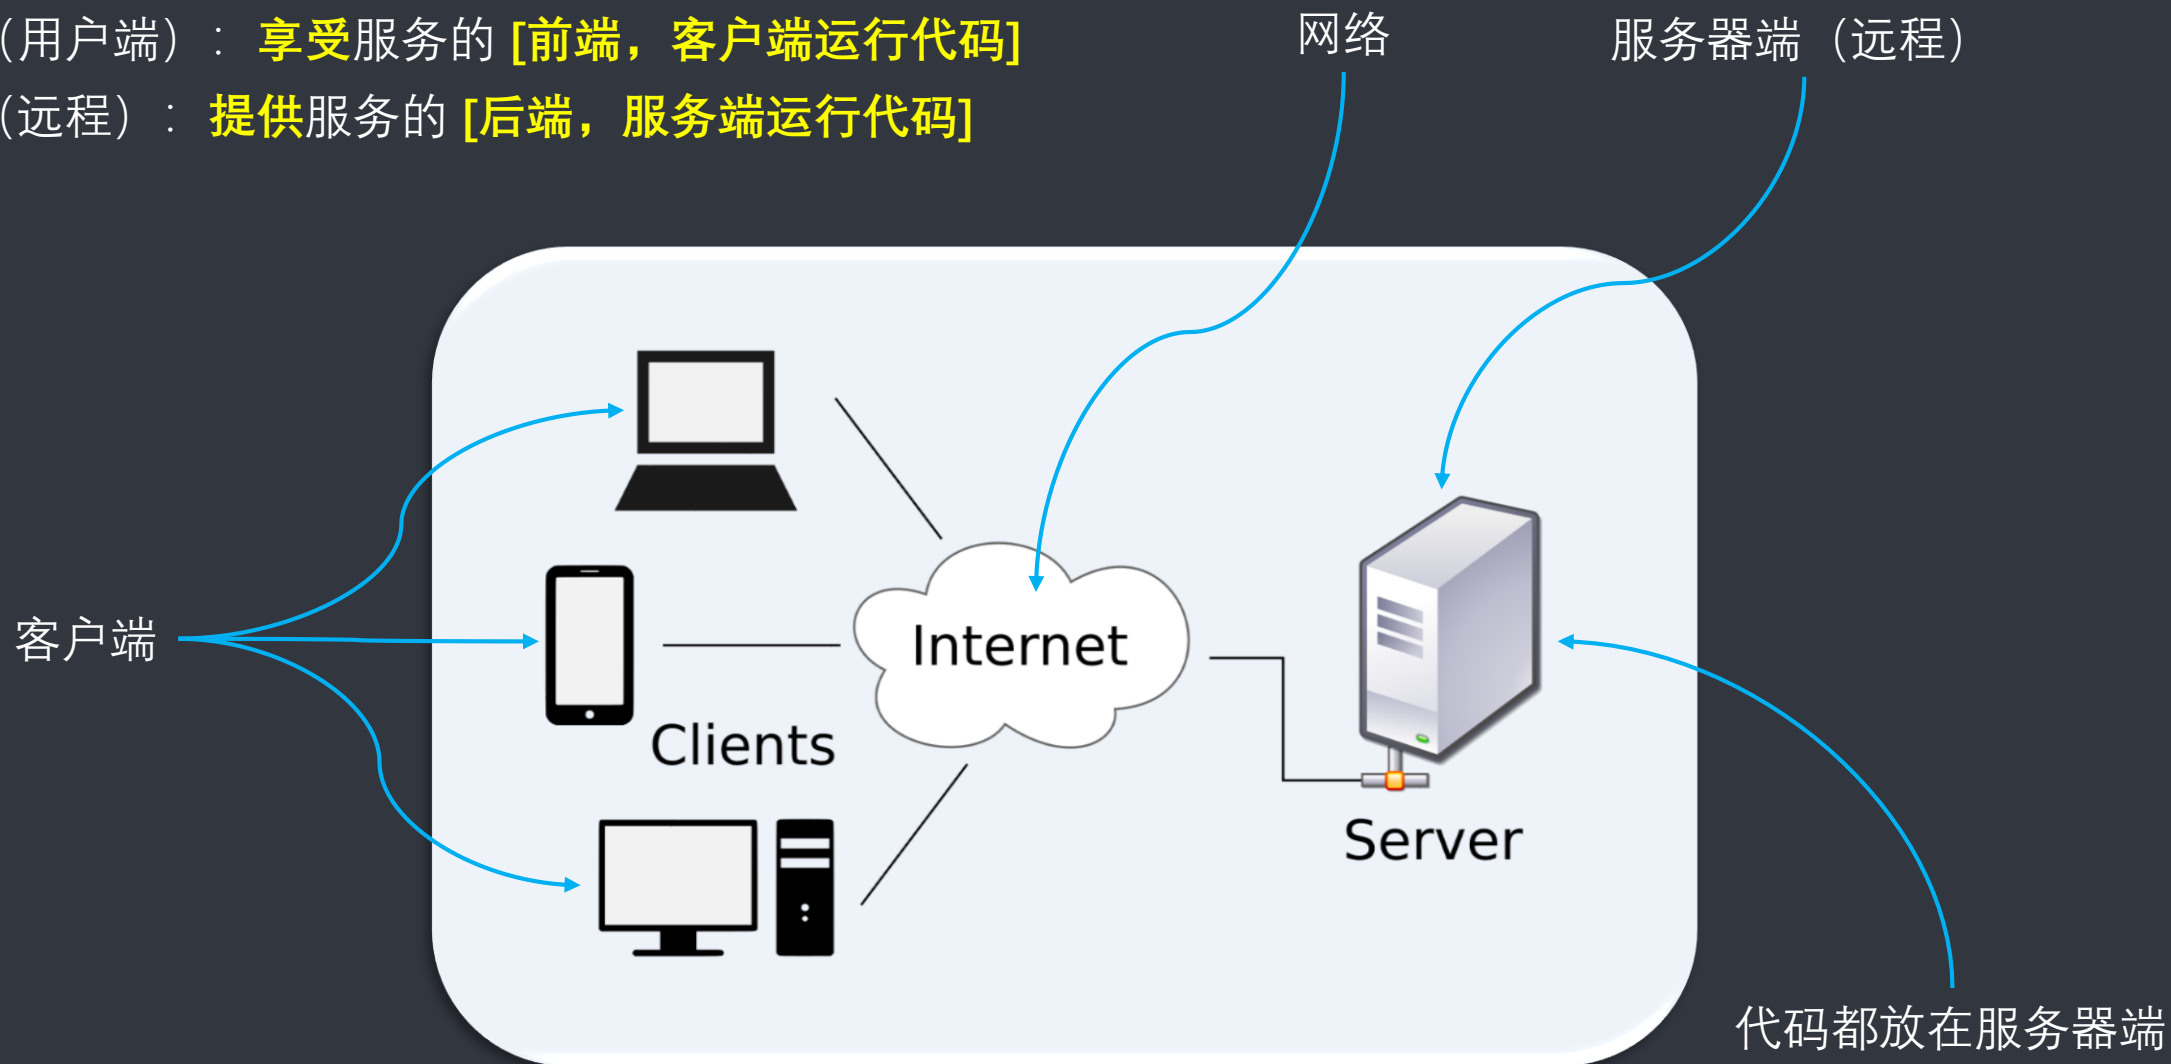 (用户端）: 享受服务的 [前端，客户端运行代码]
(远程）: 提供服务的 [后端，服务端运行代码]
网络
服务器端（远程）
客户端
Internet
Clients
Server
代码都放在服务器端